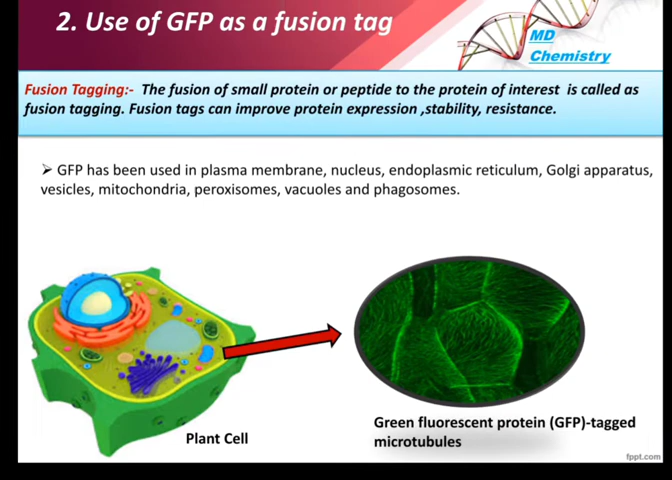 2. Use of GFP as a fusion tag
MD
Chemistry
Fusion Tagging:- The fusion of small protein or peptide to the protein of interest is called as
fusion tagging. Fusion tags can improve protein expression ,stability, resistance.
➢ GFP has been used in plasma membrane, nucleus, endoplasmic reticulum, Golgi apparatus,
vesicles, mitochondria, peroxisomes, vacuoles and phagosomes.
Plant Cell
Green fluorescent protein (GFP)-tagged
microtubules
fppt.com